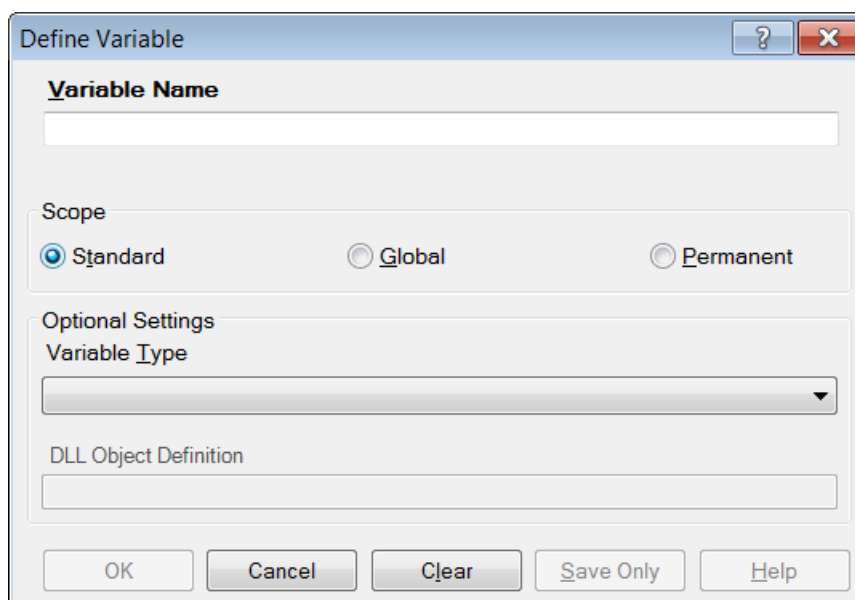 Define Variable
Variable Name
Scope
Standard Global Permanent
Optional Settings
Variable Type
DLL Object Definition
OK Cancel Clear Save Only Help